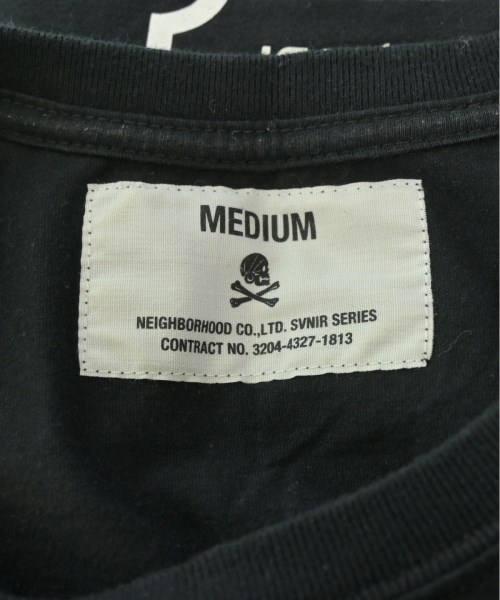 MEDIUM
NEIGHBORHOOD CO.,LTD. SVNIR SERIES
CONTRACT NO. 3204-4327-1813